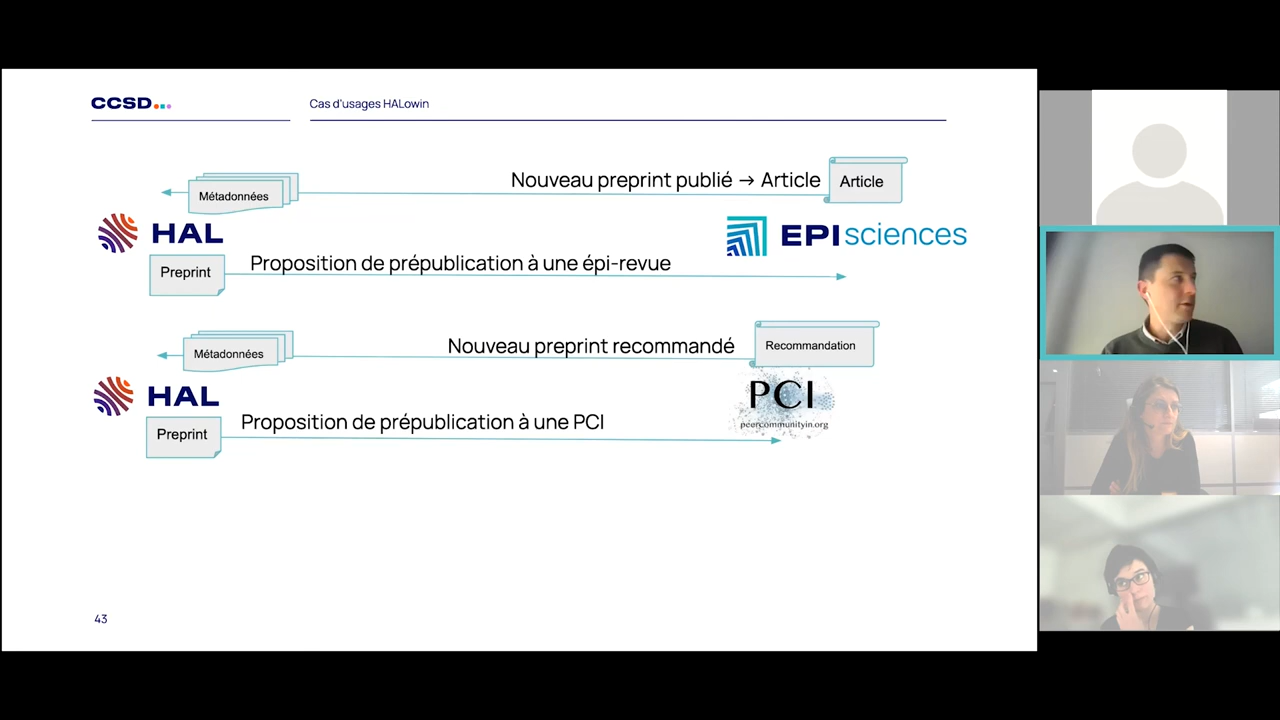 CCSD
Cas d'usages HALowin
Nouveau preprint publié → Article
Article
Métadonnées
HAL
EPIsciences
Preprint
Proposition de prépublication à une épi-revue
Nouveau preprint recommandé
Recommandation
Métadonnées
HAL
PCI
peercommunityin.org
Preprint
Proposition de prépublication à une PCI
43